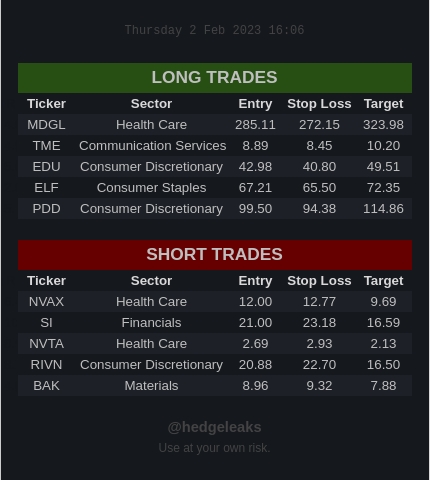 Thursday 2 Feb 2023 16:06
LONG TRADES
Ticker Sector Entry Stop Loss Target
MDGL Health Care 285.11 272.15 323.98
TME Communication Services 8.89 8.45 10.20
EDU Consumer Discretionary 42.98 40.80 49.51
ELF Consumer Staples 67.21 65.50 72.35
PDD Consumer Discretionary 99.50 94.38 114.86
SHORT TRADES
Ticker Sector Entry Stop Loss Target
NVAX Health Care 12.00 12.77 9.69
SI Financials 21.00 23.18 16.59
NVTA Health Care 2.69 2.93 2.13
RIVN Consumer Discretionary 20.88 22.70 16.50
BAK Materials 8.96 9.32 7.88
@hedgeleaks
Use at your own risk.